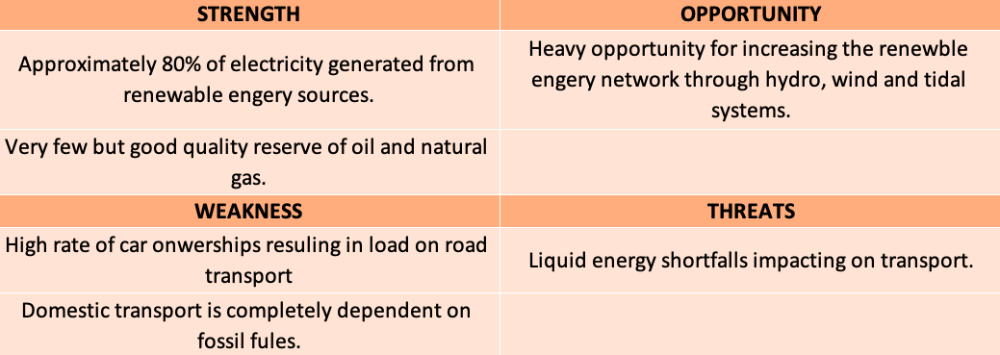 STRENGTH
OPPORTUNITY
Approximately 80% of electricity generated from
renewable engery sources.
Heavy opportunity for increasing the renewble
engery network through hydro, wind and tidal
systems.
Very few but good quality reserve of oil and natural
gas.
WEAKNESS
THREATS
High rate of car onwerships resuling in load on road
transport
Liquid energy shortfalls impacting on transport.
Domestic transport is completely dependent on
fossil fules.